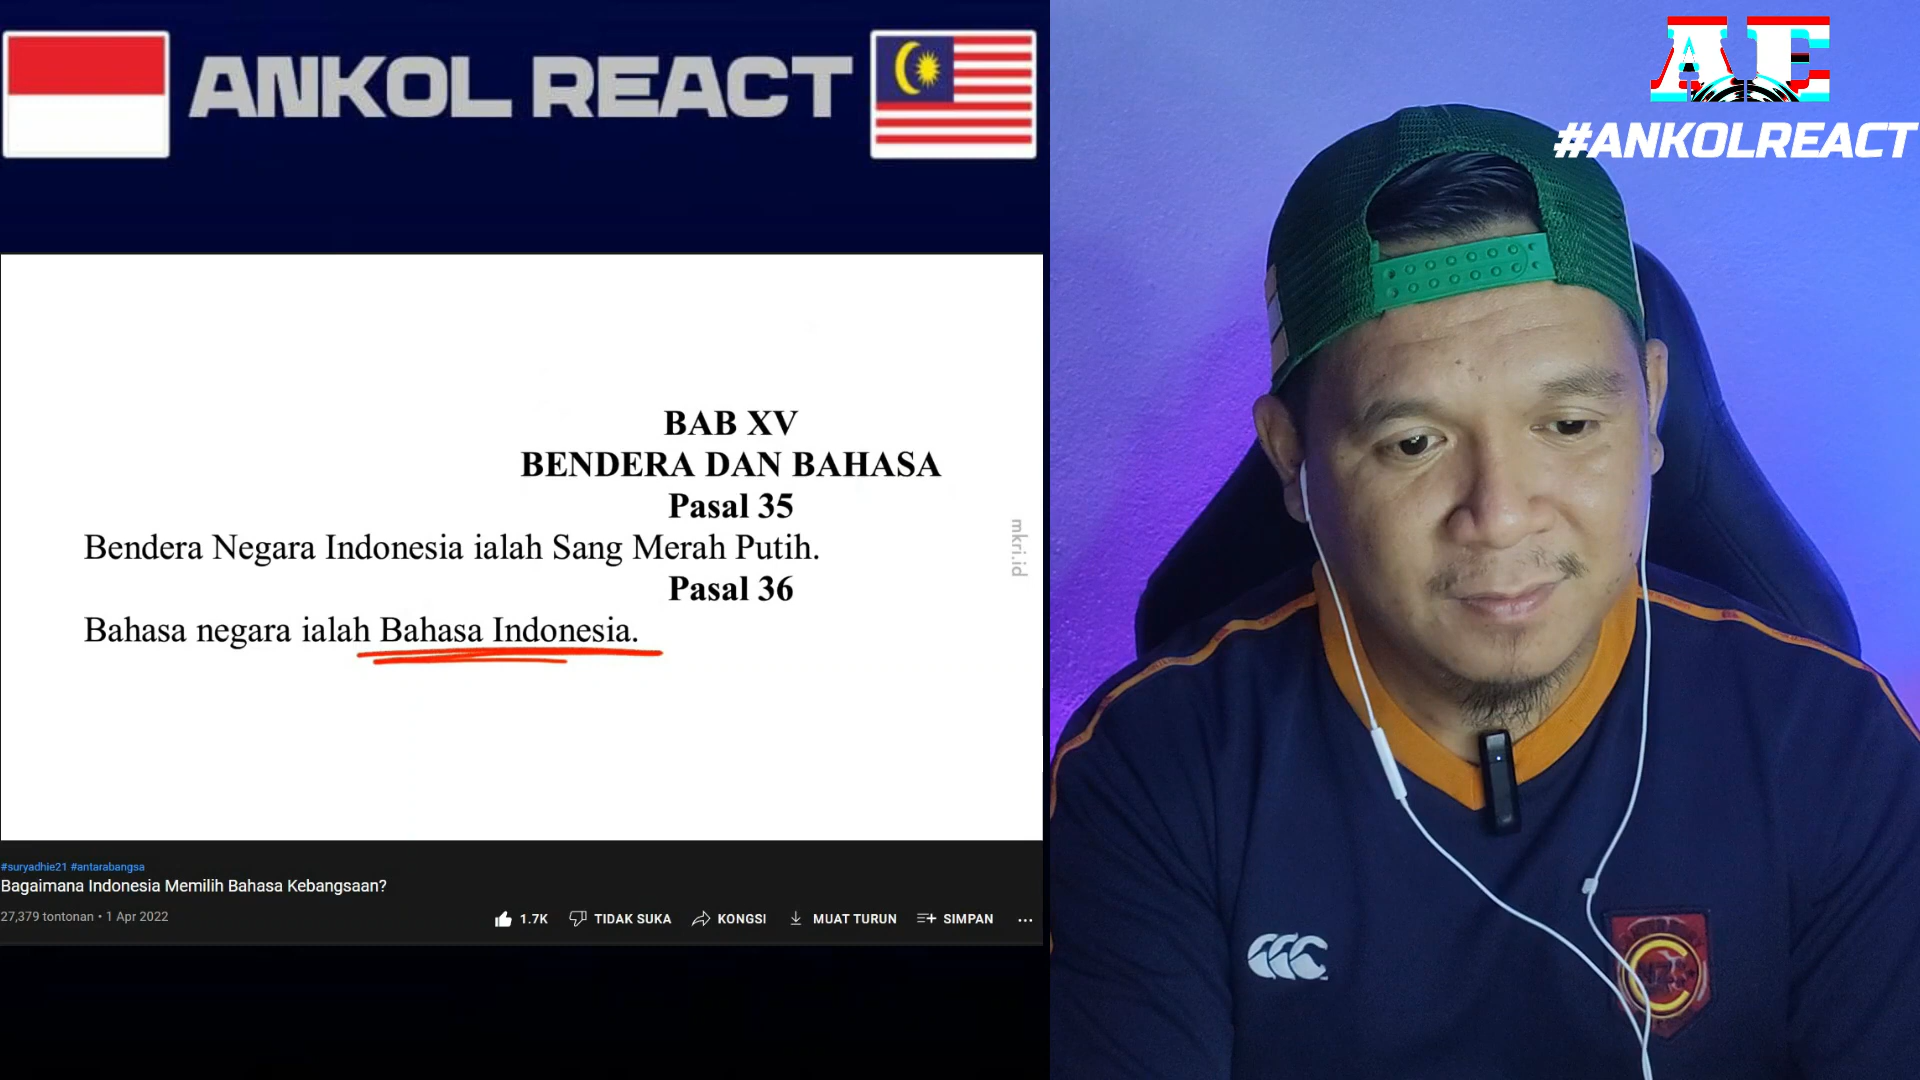 ANKOL REACT
AE
#ANKOLREACT
BAB XV
BENDERA DAN BAHASA
Pasal 35
Bendera Negara Indonesia ialah Sang Merah Putih.
Pasal 36
Bahasa negara ialah Bahasa Indonesia.
mkri.id
#suryadhie21 #antarabangsa
Bagaimana Indonesia Memilih Bahasa Kebangsaan?
27,379 tontonan • 1 Apr 2022
1.7K TIDAK SUKA KONGSI MUAT TURUN SIMPAN ...
CCC